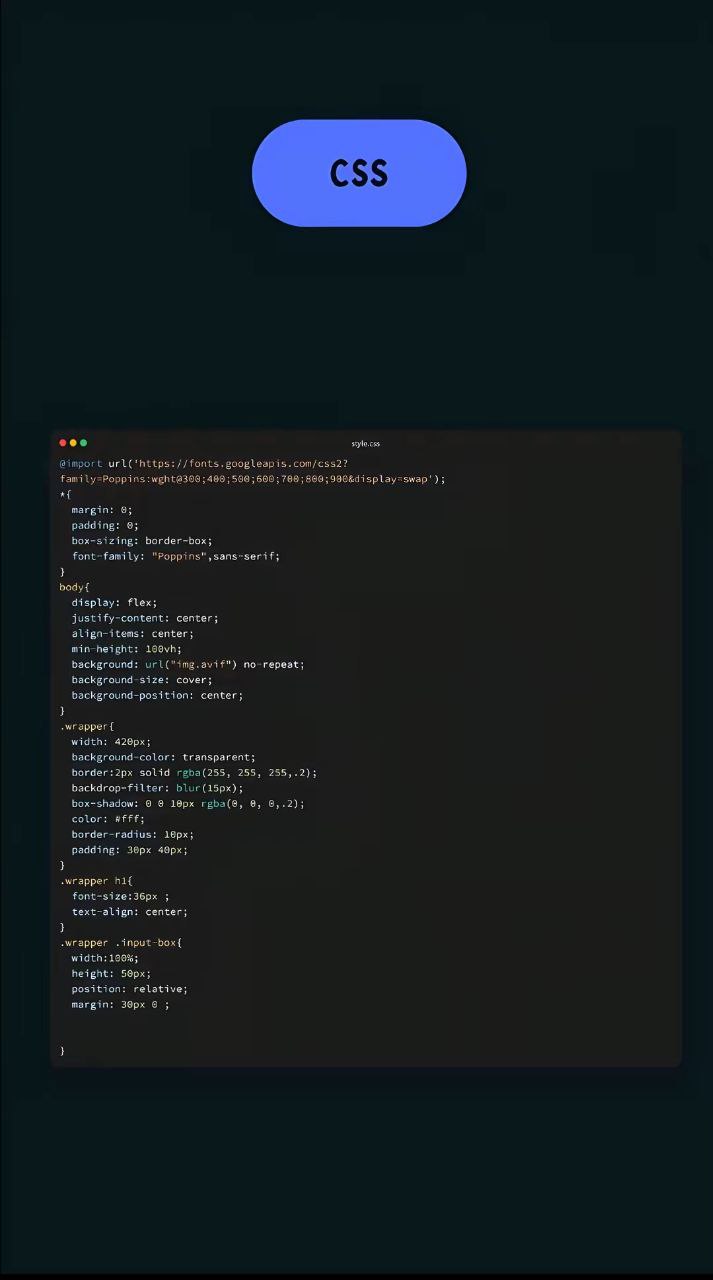 CSS
style.css
@import url('https://fonts.googleapis.com/css2?
family=Poppins:wght@300;400;500;600;700;800;900&display=swap');
*{
margin: 0;
padding: 0;
box-sizing: border-box;
font-family: "Poppins",sans-serif;
}
body{
display: flex;
justify-content: center;
align-items: center;
min-height: 100vh;
background: url("img.avif") no-repeat;
background-size: cover;
background-position: center;
}
.wrapper{
width: 420px;
background-color: transparent;
border:2px solid rgba(255, 255, 255,.2);
backdrop-filter: blur(15px);
box-shadow: 0 0 10px rgba(0, 0, 0,.2);
color: #fff;
border-radius: 10px;
padding: 30px 40px;
}
.wrapper h1{
font-size:36px ;
text-align: center;
}
.wrapper .input-box{
width:100%;
height: 50px;
position: relative;
margin: 30px 0 ;
}